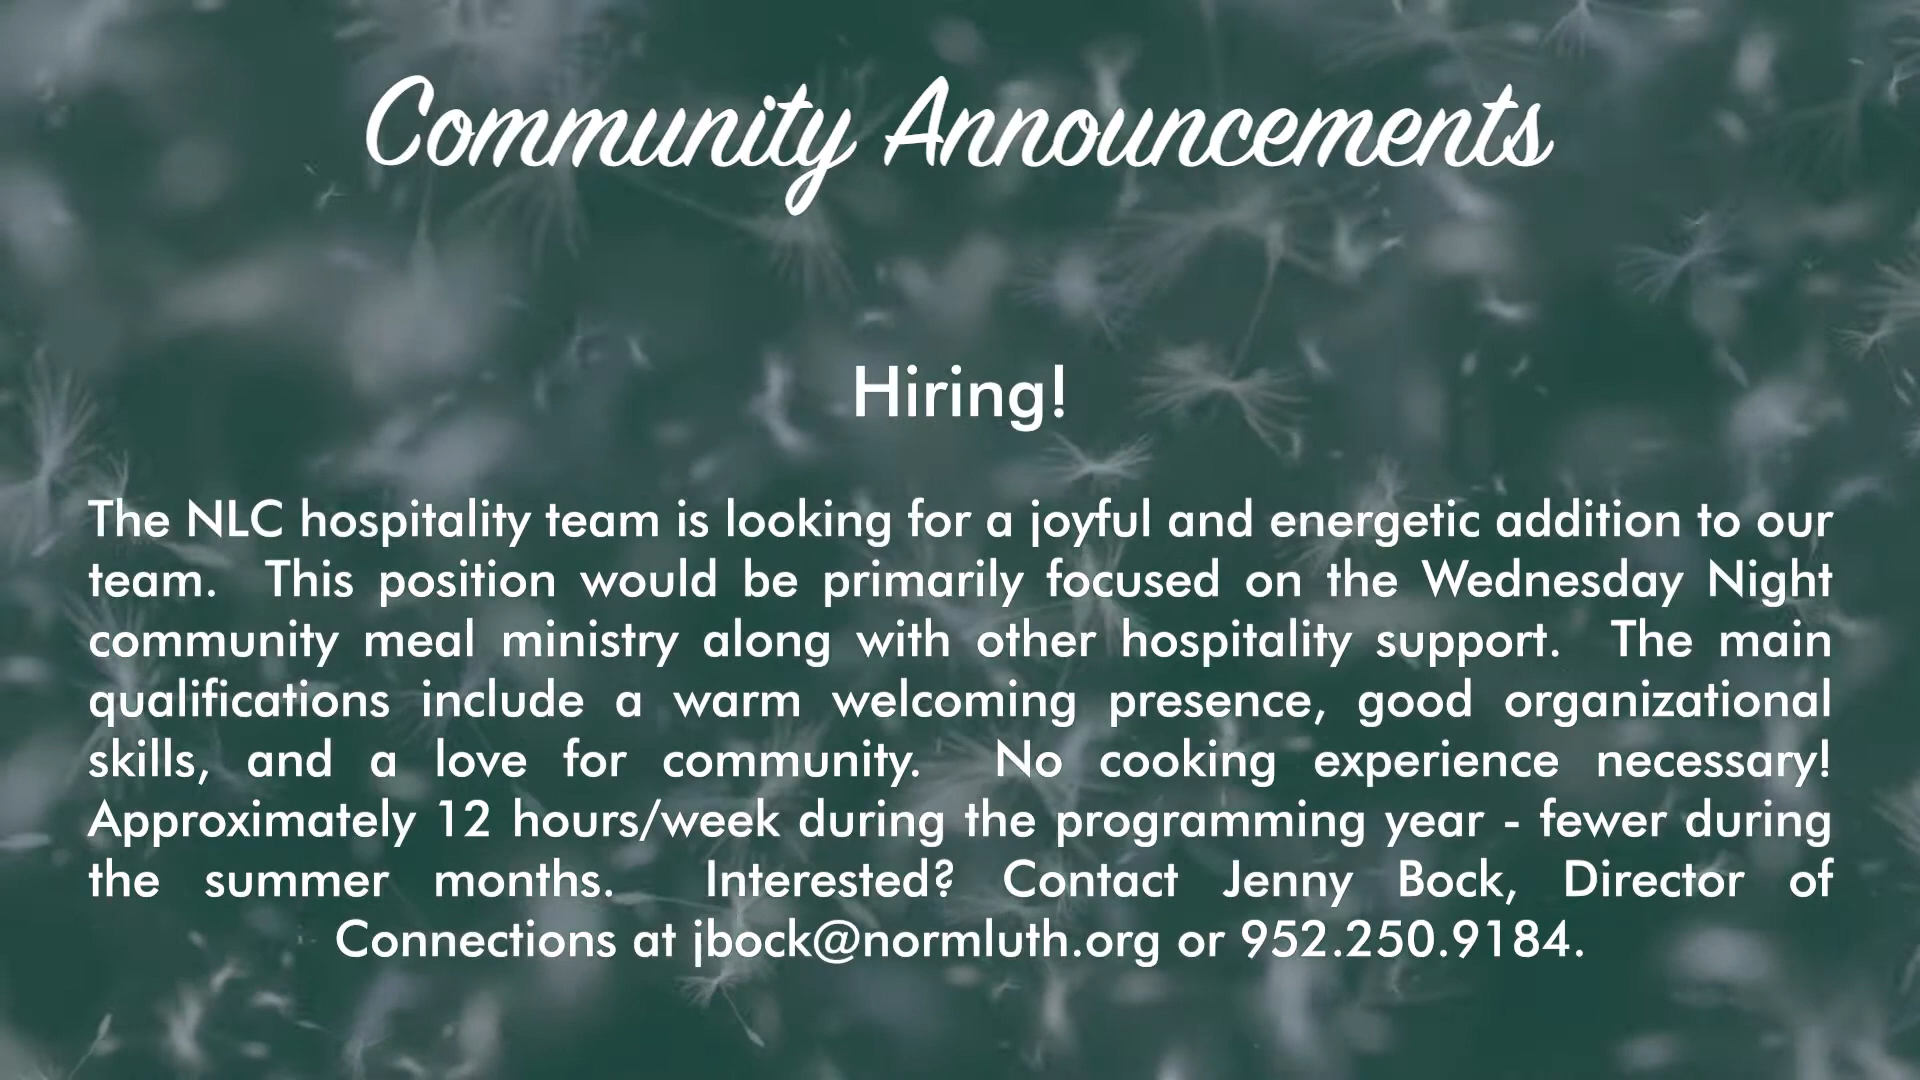 Community Announcements
Hiring!
The NLC hospitality team is looking for a joyful and energetic addition to our
team.  This position would be primarily focused on the Wednesday Night
community meal ministry along with other hospitality support.  The main
qualifications include a warm welcoming presence, good organizational
skills, and a love for community.  No cooking experience necessary!
Approximately 12 hours/week during the programming year - fewer during
the summer months.  Interested? Contact Jenny Bock, Director of
Connections at jbock@normluth.org or 952.250.9184.